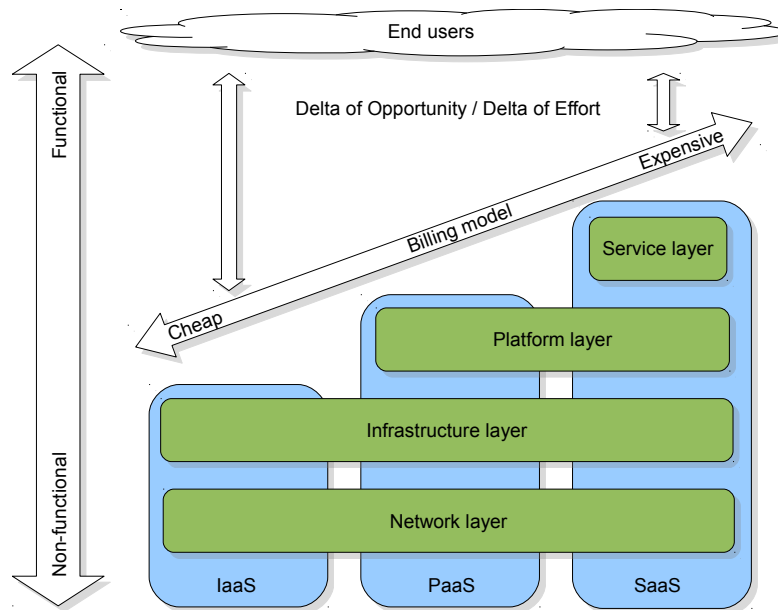 End users
Functional
Delta of Opportunity / Delta of Effort
Expensive
Billing model
Cheap
Service layer
Platform layer
Infrastructure layer
Network layer
Non-functional
IaaS
PaaS
SaaS